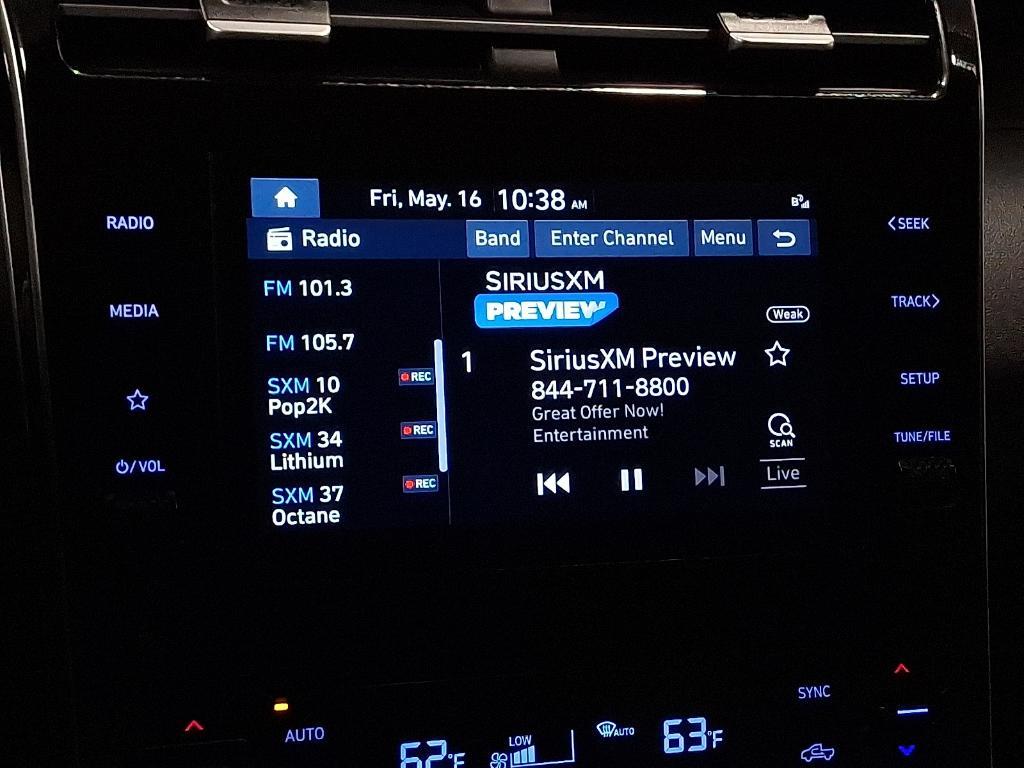 Fri, May. 16 10:38 AM
Radio Band Enter Channel Menu
RADIO
MEDIA
VOL
FM 101.3
FM 105.7
SXM 10 REC
Pop2K
SXM 34 REC
Lithium
SXM 37 REC
Octane
SIRIUSXM
PREVIEW
Weak
1 SiriusXM Preview
844-711-8800
Great Offer Now!
Entertainment
SCAN
Live
<SEEK
TRACK>
SETUP
TUNE/FILE
AUTO
62°F
LOW
AUTO
63°F
SYNC